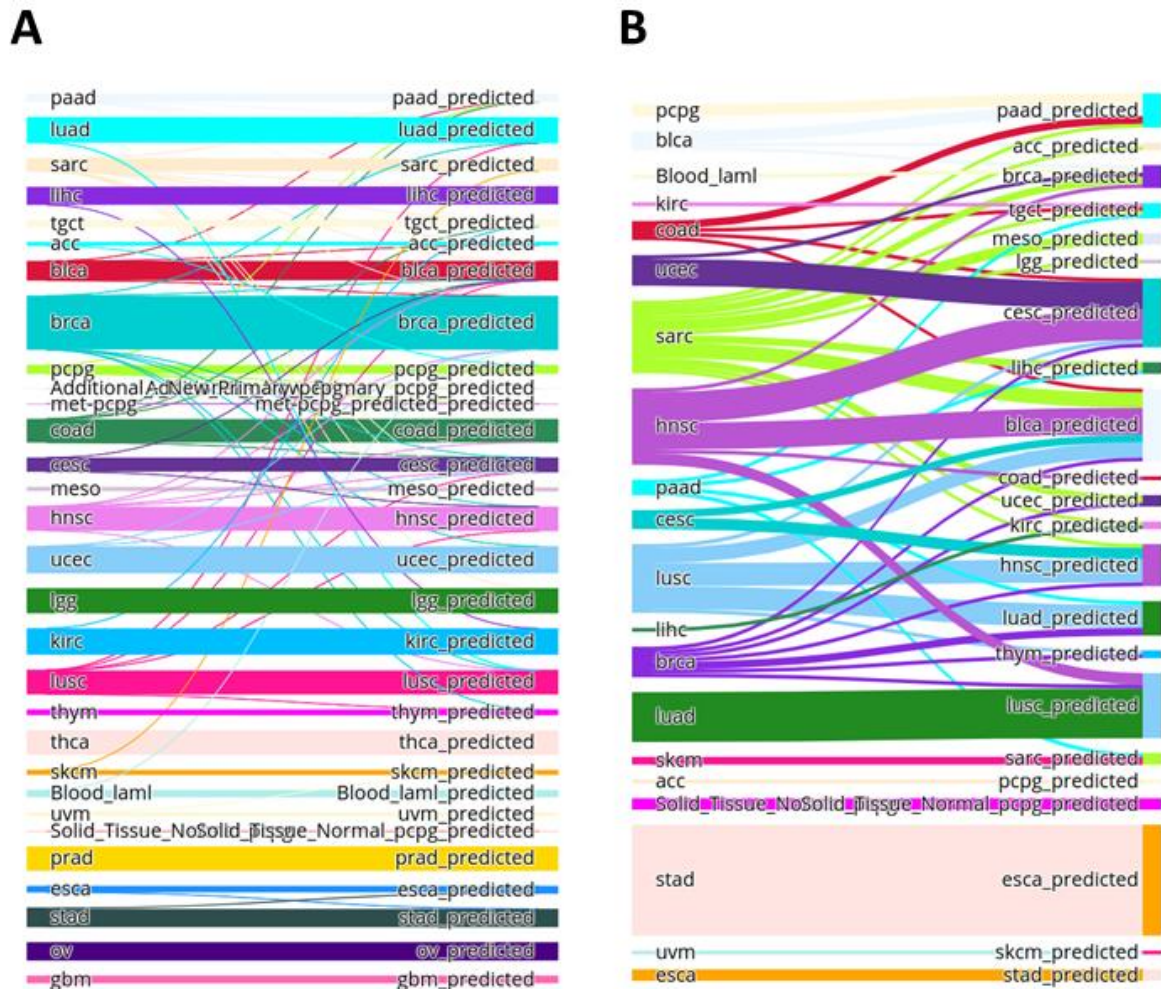 A
paad paad_predicted
luad luad_predicted
sarc sarc_predicted
lihc lihc_predicted
tgct tgct_predicted
acc acc_predicted
blca blca_predicted
brca brca_predicted
pcpg pcpg_predicted
pcpg_predicted
met-pcpg met-pcpg_predicted_predicted
coad coad_predicted
cesc cesc_predicted
meso meso_predicted
hnsc hnsc_predicted
ucec ucec_predicted
lgg lgg_predicted
kirc kirc_predicted
lusc lusc_predicted
thym thym_predicted
thca thca_predicted
skcm skcm_predicted
Blood_laml Blood_laml_predicted
uvm uvm_predicted
Solid_Tissue_Normal_pcpg_predicted
prad prad_predicted
esca esca_predicted
stad stad_predicted
ov ov_predicted
gbm gbm_predicted
B
pcpg paad_predicted
blca acc_predicted
Blood_laml brca_predicted
kirc tgct_predicted
coad meso_predicted
ucec lgg_predicted
sarc cesc_predicted
lihc_predicted
hnsc blca_predicted
paad coad_predicted
cesc ucec_predicted
kirc_predicted
lusc hnsc_predicted
lihc luad_predicted
brca thym_predicted
luad lusc_predicted
skcm sarc_predicted
acc pcpg_predicted
Solid_Tissue_Normal_pcpg_predicted
stad esca_predicted
uvm skcm_predicted
esca stad_predicted